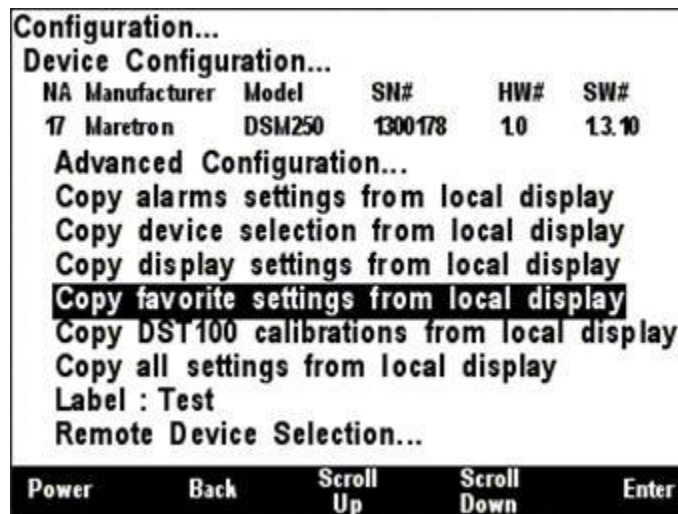 Configuration...
Device Configuration...
NA Manufacturer Model SN# HW# SW#
17 Maretron DSM250 1300178 1.0 1.3.10
Advanced Configuration...
Copy alarms settings from local display
Copy device selection from local display
Copy display settings from local display
Copy favorite settings from local display
Copy DST100 calibrations from local display
Copy all settings from local display
Label : Test
Remote Device Selection...
Power Back Scroll Up Scroll Down Enter